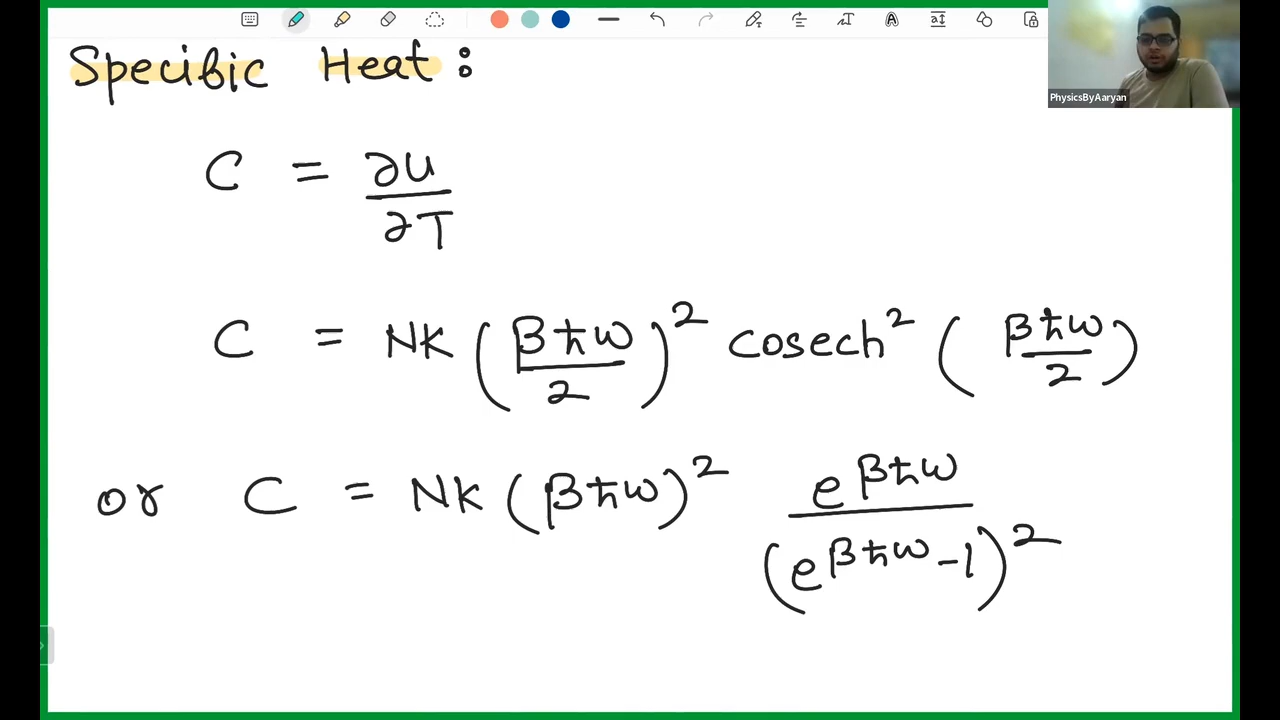 Specific Heat :
PhysicsByAaryan
C = ∂U/∂T
C = NK (βħω/2)² cosech² (βħω/2)
or C = NK (βħω)² e^βħω/(e^βħω - 1)²